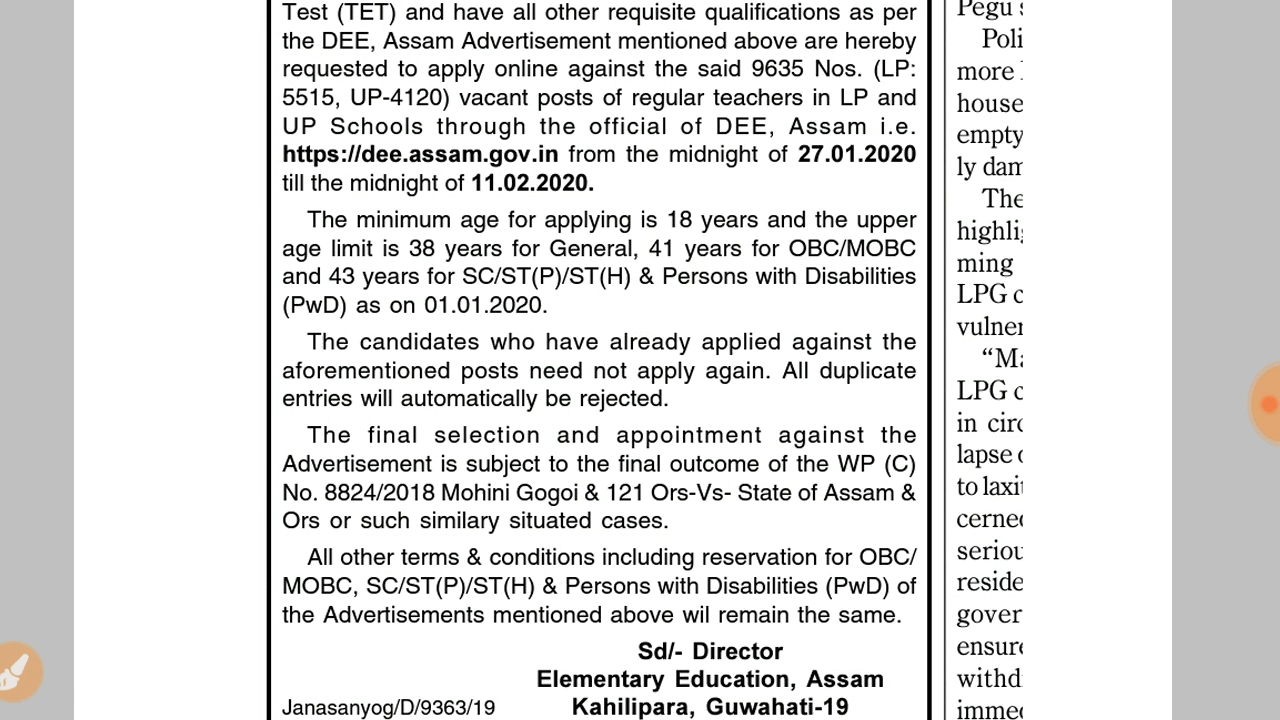 Test (TET) and have all other requisite qualifications as per
the DEE, Assam Advertisement mentioned above are hereby
requested to apply online against the said 9635 Nos. (LP:
5515, UP-4120) vacant posts of regular teachers in LP and
UP Schools through the official of DEE, Assam i.e.
https://dee.assam.gov.in from the midnight of 27.01.2020
till the midnight of 11.02.2020.
The minimum age for applying is 18 years and the upper
age limit is 38 years for General, 41 years for OBC/MOBC
and 43 years for SC/ST(P)/ST(H) & Persons with Disabilities
(PwD) as on 01.01.2020.
The candidates who have already applied against the
aforementioned posts need not apply again. All duplicate
entries will automatically be rejected.
The final selection and appointment against the
Advertisement is subject to the final outcome of the WP (C)
No. 8824/2018 Mohini Gogoi & 121 Ors-Vs- State of Assam &
Ors or such similary situated cases.
All other terms & conditions including reservation for OBC/
MOBC, SC/ST(P)/ST(H) & Persons with Disabilities (PwD) of
the Advertisements mentioned above wil remain the same.
Sd/- Director
Elementary Education, Assam
Janasanyog/D/9363/19 Kahilipara, Guwahati-19
Pegu
Poli
more
house
empty
ly dam
The
highli
ming
LPG c
vulner
“Ma
LPG c
in circ
lapse
to laxit
cerned
seriou
reside
gover
ensure
withd
immed